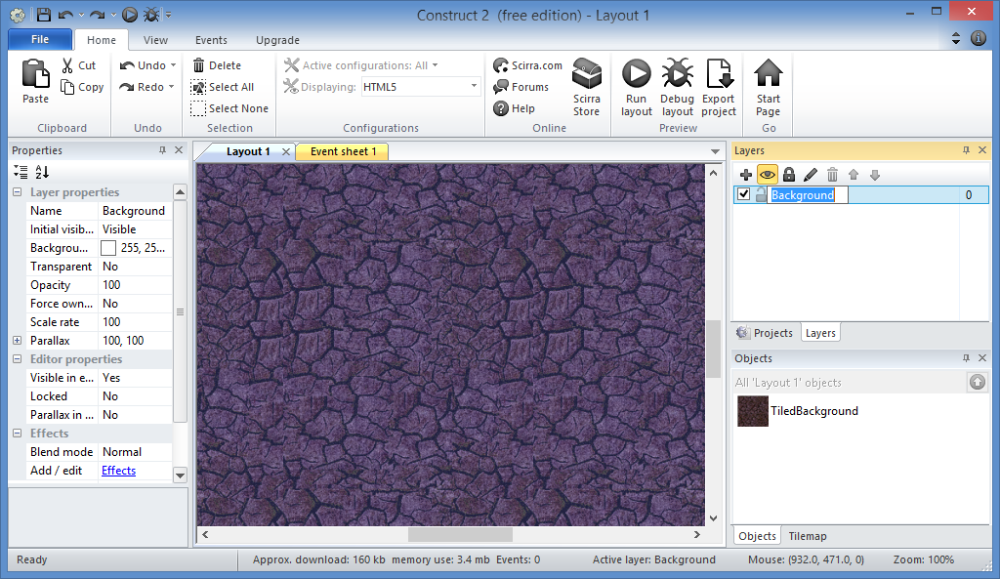 Construct 2 (free edition) - Layout 1
File Home View Events Upgrade
Paste
Cut
Copy
Clipboard
Undo
Redo
Undo
Delete
Select All
Select None
Selection
Active configurations: All
Displaying: HTML5
Configurations
Scirra.com
Forums
Help
Scirra
Store
Online
Run
layout
Debug
layout
Export
project
Preview
Start
Page
Go
Properties
Layer properties
Name Background
Initial visib... Visible
Backgrou... 255, 25...
Transparent No
Opacity 100
Force own... No
Scale rate 100
Parallax 100, 100
Editor properties
Visible in e... Yes
Locked No
Parallax in ... No
Effects
Blend mode Normal
Add / edit Effects
Layout 1 Event sheet 1
Layers
Background 0
Projects Layers
Objects
All 'Layout 1' objects
TiledBackground
Objects Tilemap
Ready Approx. download: 160 kb memory use: 3.4 mb Events: 0 Active layer: Background Mouse: (932.0, 471.0, 0) Zoom: 100%